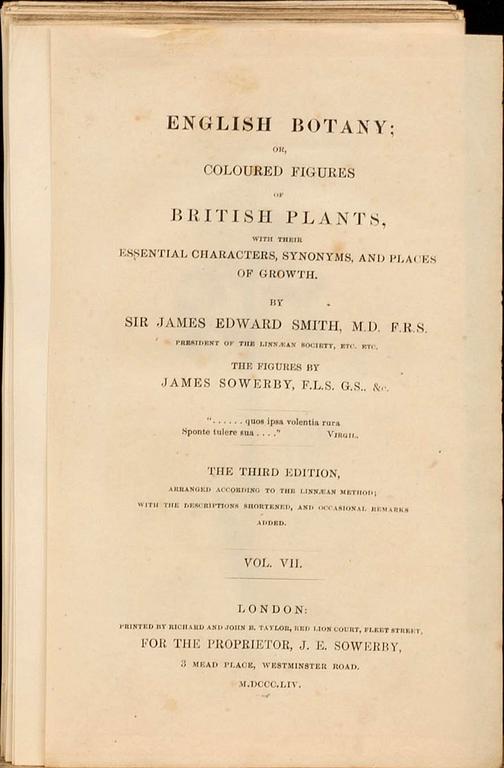 ENGLISH BOTANY;
OR,
COLOURED FIGURES
OF
BRITISH PLANTS,
WITH THEIR
ESSENTIAL CHARACTERS, SYNONYMS, AND PLACES
OF GROWTH.
BY
SIR JAMES EDWARD SMITH, M.D. F.R.S.
PRESIDENT OF THE LINNÆAN SOCIETY, ETC. ETC.
THE FIGURES BY
JAMES SOWERBY, F.L.S. G.S.. &c.
"...... quos ipsa volentia rura
Sponte tulere sua ...." VIRGIL.
THE THIRD EDITION,
ARRANGED ACCORDING TO THE LINNÆAN METHOD;
WITH THE DESCRIPTIONS SHORTENED, AND OCCASIONAL REMARKS
ADDED.
VOL. VII.
LONDON:
PRINTED BY RICHARD AND JOHN E. TAYLOR, RED LION COURT, FLEET STREET,
FOR THE PROPRIETOR, J. E. SOWERBY,
3 MEAD PLACE, WESTMINSTER ROAD.
M.DCCC.LIV.